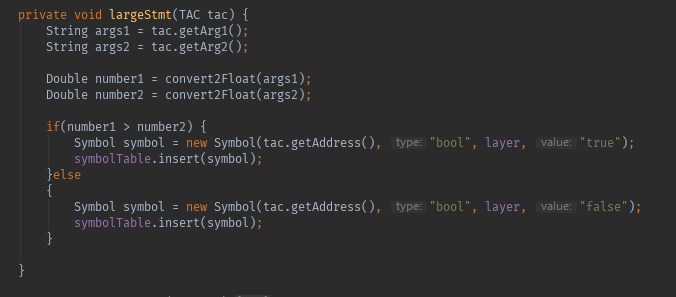 private void largeStmt(TAC tac) {
    String args1 = tac.getArg1();
    String args2 = tac.getArg2();

    Double number1 = convert2Float(args1);
    Double number2 = convert2Float(args2);

    if(number1 > number2) {
        Symbol symbol = new Symbol(tac.getAddress(), type: "bool", layer, value: "true");
        symbolTable.insert(symbol);
    }else
    {
        Symbol symbol = new Symbol(tac.getAddress(), type: "bool", layer, value: "false");
        symbolTable.insert(symbol);
    }

}